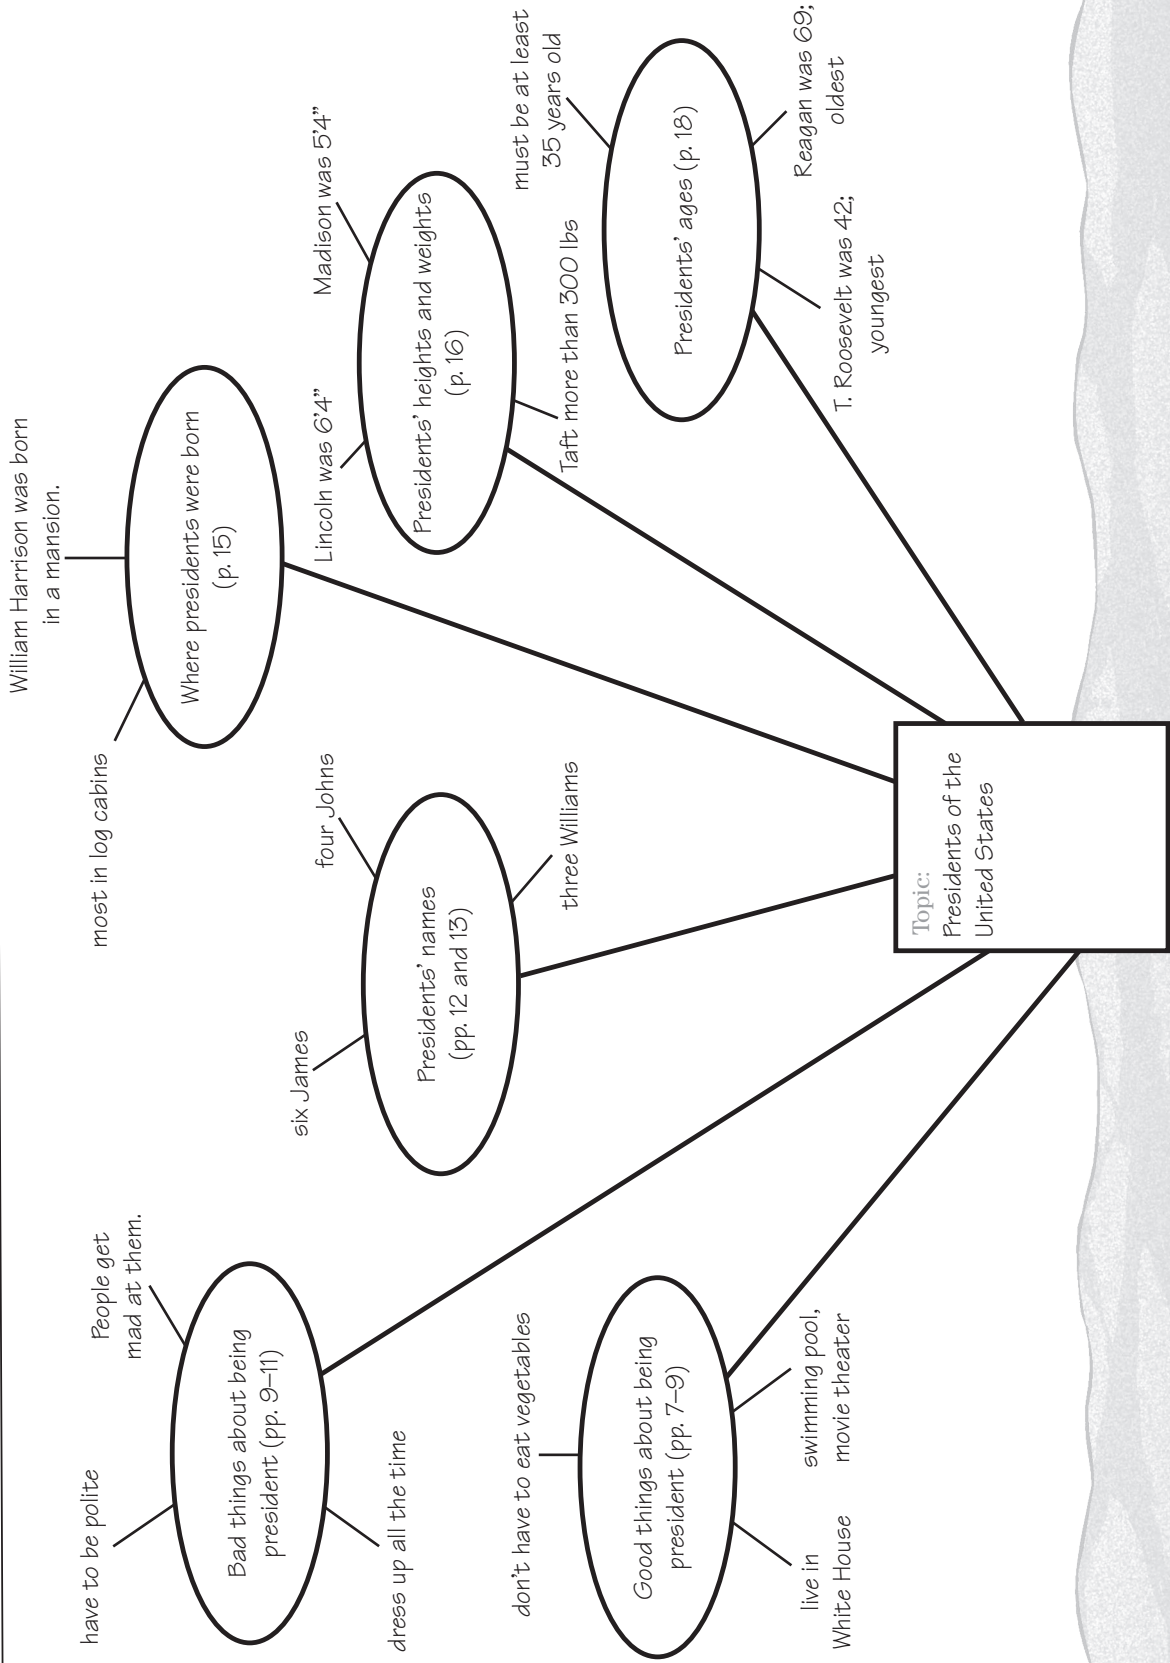 have to be polite
People get
mad at them.
Bad things about being
president (pp. 9–11)
dress up all the time
don't have to eat vegetables
Good things about being
president (pp. 7–9)
live in
White House
swimming pool,
movie theater
six James
four Johns
Presidents' names
(pp. 12 and 13)
three Williams
most in log cabins
William Harrison was born
in a mansion.
Where presidents were born
(p. 15)
Lincoln was 6'4"
Madison was 5'4"
Presidents' heights and weights
(p. 16)
Taft more than 300 lbs
must be at least
35 years old
Presidents' ages (p. 18)
T. Roosevelt was 42;
youngest
Reagan was 69;
oldest
Topic:
Presidents of the
United States